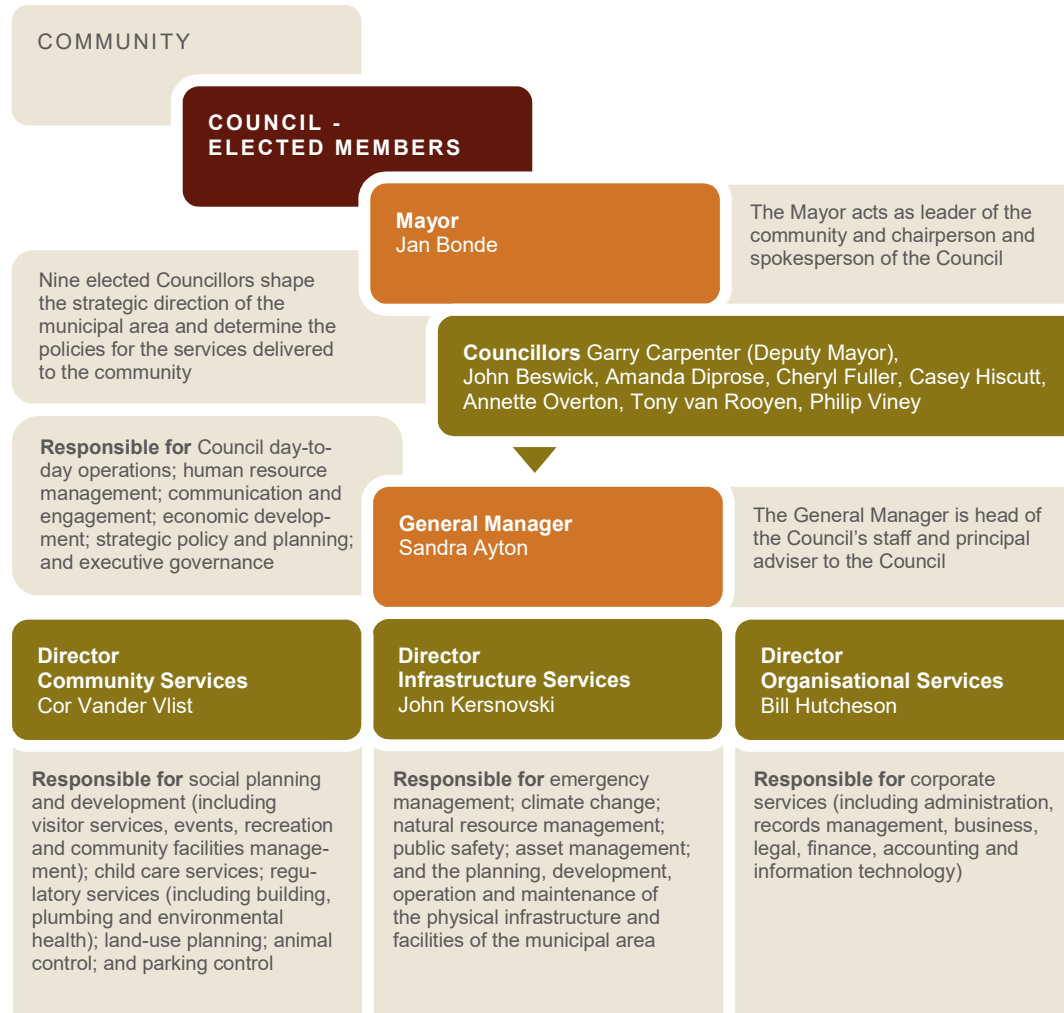 COMMUNITY
COUNCIL -
ELECTED MEMBERS
Mayor
Jan Bonde
The Mayor acts as leader of the
community and chairperson and
spokesperson of the Council
Nine elected Councillors shape
the strategic direction of the
municipal area and determine the
policies for the services delivered
to the community
Councillors Garry Carpenter (Deputy Mayor),
John Beswick, Amanda Diprose, Cheryl Fuller, Casey Hiscutt,
Annette Overton, Tony van Rooyen, Philip Viney
Responsible for Council day-to-
day operations; human resource
management; communication and
engagement; economic develop-
ment; strategic policy and planning;
and executive governance
General Manager
Sandra Ayton
The General Manager is head of
the Council's staff and principal
adviser to the Council
Director
Community Services
Cor Vander Vlist
Director
Infrastructure Services
John Kersnovski
Director
Organisational Services
Bill Hutcheson
Responsible for social planning
and development (including
visitor services, events, recreation
and community facilities manage-
ment); child care services; regu-
latory services (including building,
plumbing and environmental
health); land-use planning; animal
control; and parking control
Responsible for emergency
management; climate change;
natural resource management;
public safety; asset management;
and the planning, development,
operation and maintenance of
the physical infrastructure and
facilities of the municipal area
Responsible for corporate
services (including administration,
records management, business,
legal, finance, accounting and
information technology)